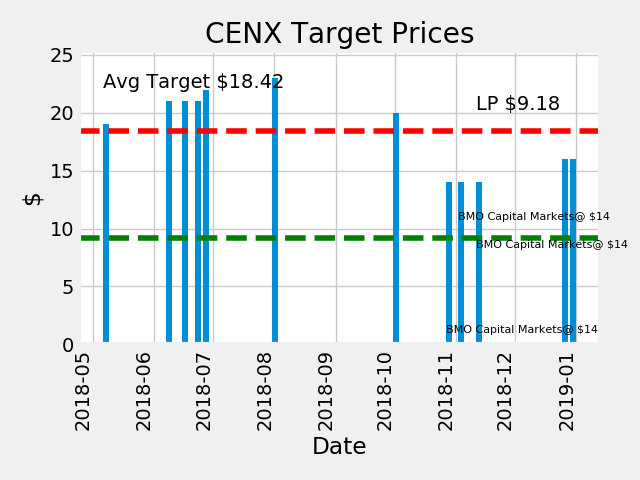 CENX Target Prices
25
Avg Target $18.42
LP $9.18
20
15
BMO Capital Markets@ $14
10
BMO Capital Markets@ $14
5
BMO Capital Markets@ $14
0
$
2018-05
2018-06
2018-07
2018-08
2018-09
2018-10
2018-11
2018-12
2019-01
Date